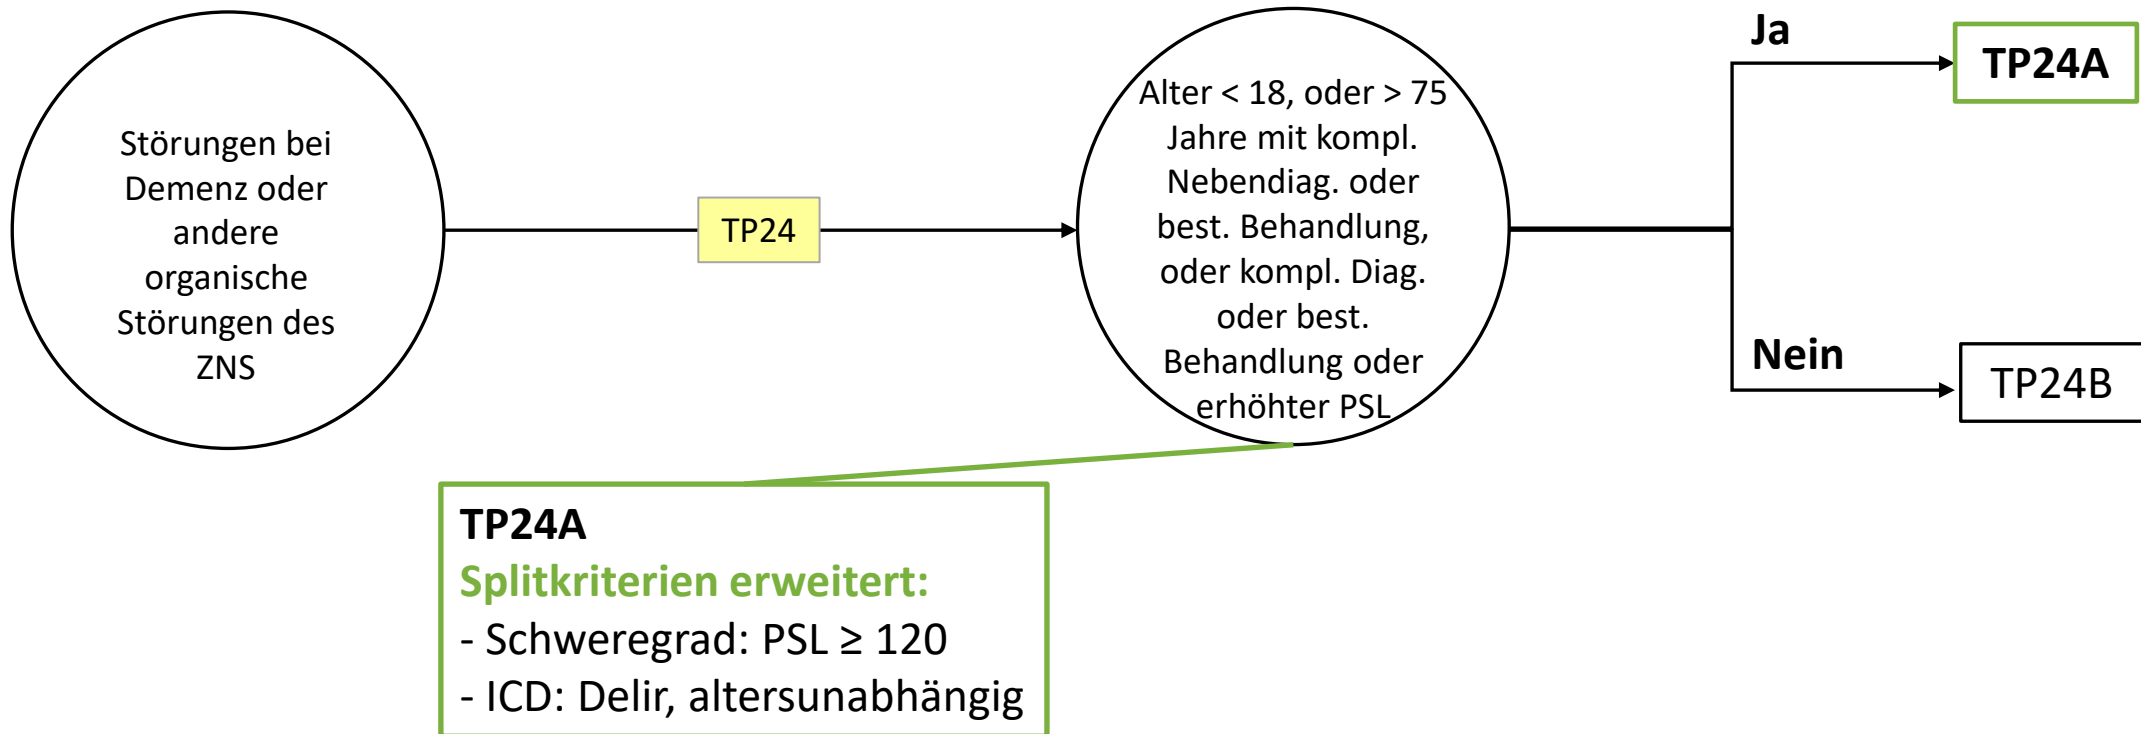 Störungen bei
Demenz oder
andere
organische
Störungen des
ZNS
TP24
Alter < 18, oder > 75
Jahre mit kompl.
Nebendiag. oder
best. Behandlung,
oder kompl. Diag.
oder best.
Behandlung oder
erhöhter PSL
Ja
TP24A
Nein
TP24B
TP24A
Splitkriterien erweitert:
- Schweregrad: PSL ≥ 120
- ICD: Delir, altersunabhängig